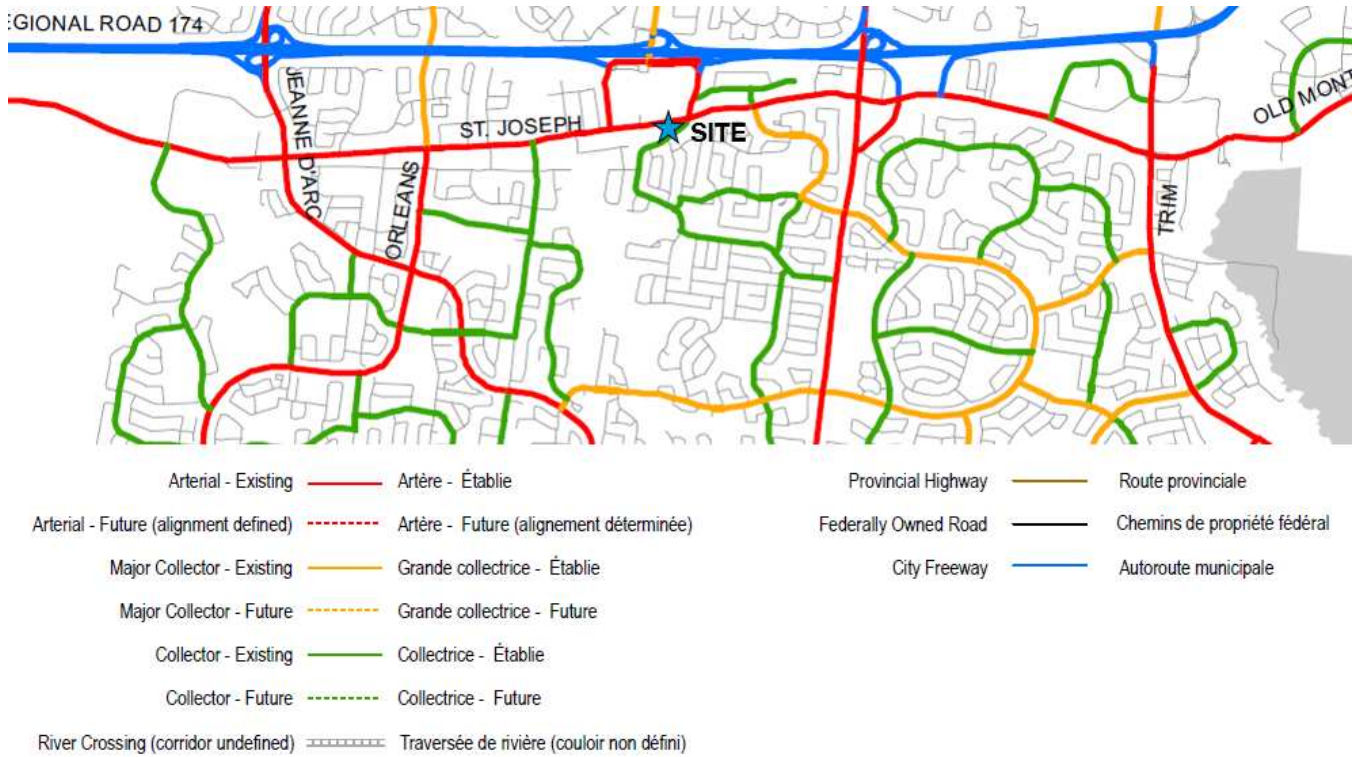 EGIONAL ROAD 174
JEANNE D'ARC
ORLEANS
ST. JOSEPH
SITE
TRIM
OLD MONT
Arterial - Existing Artère - Établie
Arterial - Future (alignment defined) Artère - Future (alignement déterminée)
Major Collector - Existing Grande collectrice - Établie
Major Collector - Future Grande collectrice - Future
Collector - Existing Collectrice - Établie
Collector - Future Collectrice - Future
River Crossing (corridor undefined) Traversée de rivière (couloir non défini)
Provincial Highway Route provinciale
Federally Owned Road Chemins de propriété fédéral
City Freeway Autoroute municipale